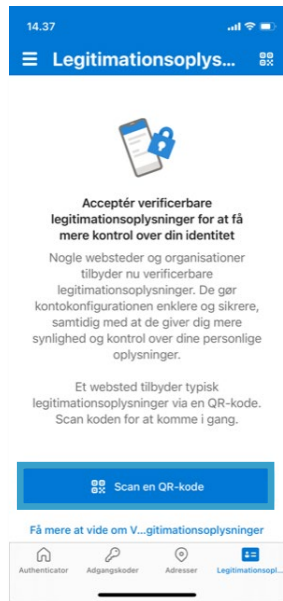 14.37
Legitimationsoplys...
Acceptér verificerbare
legitimationsoplysninger for at få
mere kontrol over din identitet
Nogle websteder og organisationer
tilbyder nu verificerbare
legitimationsoplysninger. De gør
kontokonfigurationen enklere og sikrere,
samtidig med at de giver dig mere
synlighed og kontrol over dine personlige
oplysninger.
Et websted tilbyder typisk
legitimationsoplysninger via en QR-kode.
Scan koden for at komme i gang.
Scan en QR-kode
Få mere at vide om V...gitimationsoplysninger
Authenticator Adgangskoder Adresser Legitimationsopl...